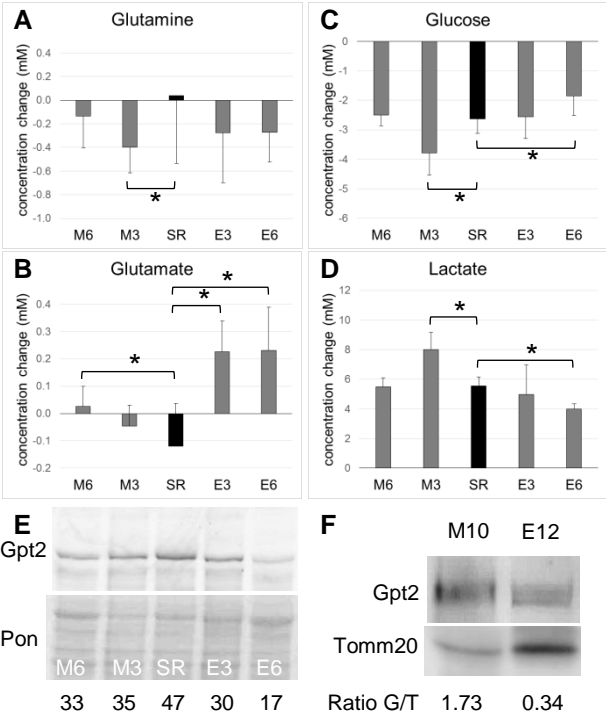 A
Glutamine
concentration change (mM)
0.4
0.2
0.0
-0.2
-0.4
-0.6
-0.8
-1.0
*
M6 M3 SR E3 E6
C
Glucose
concentration change (mM)
0
-1
-2
-3
-4
-5
-6
*
*
M6 M3 SR E3 E6
B
Glutamate
concentration change (mM)
0.4
0.3
0.2
0.1
0.0
-0.1
-0.2
*
*
*
M6 M3 SR E3 E6
D
Lactate
concentration change (mM)
12
10
8
6
4
2
0
*
*
M6 M3 SR E3 E6
E
Gpt2
Pon
M6 M3 SR E3 E6
33 35 47 30 17
F
M10 E12
Gpt2
Tomm20
Ratio G/T 1.73 0.34